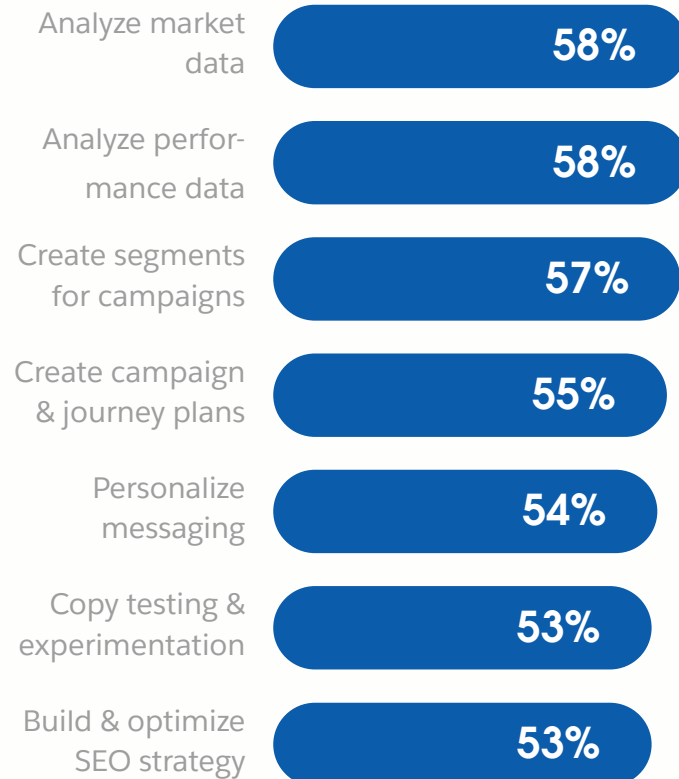 Analyze market
data
58%
Analyze perfor-
mance data
58%
Create segments
for campaigns
57%
Create campaign
& journey plans
55%
Personalize
messaging
54%
Copy testing &
experimentation
53%
Build & optimize
SEO strategy
53%